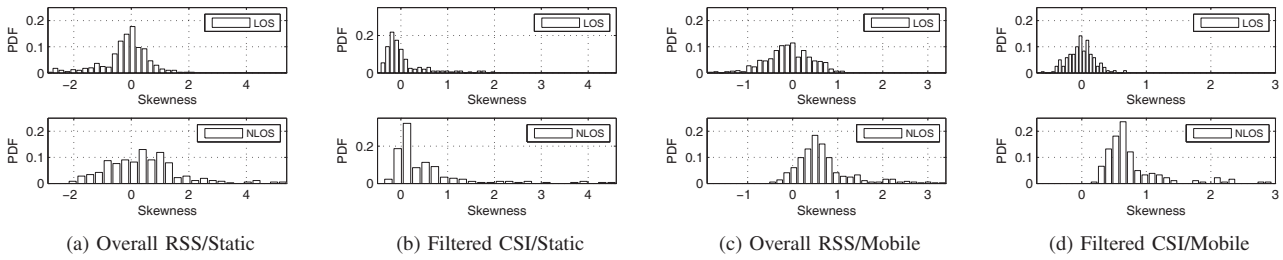 0.2
0.1
0
PDF
LOS
−2 0 2 4
Skewness
0.2
0.1
0
PDF
NLOS
−2 0 2 4
Skewness
(a) Overall RSS/Static
0.2
0
PDF
LOS
0 1 2 3 4
Skewness
0.2
0
PDF
NLOS
0 1 2 3 4
Skewness
(b) Filtered CSI/Static
0.2
0.1
0
PDF
LOS
−1 0 1 2 3
Skewness
0.2
0.1
0
PDF
NLOS
−1 0 1 2 3
Skewness
(c) Overall RSS/Mobile
0.2
0.1
0
PDF
LOS
0 1 2 3
Skewness
0.2
0.1
0
PDF
NLOS
0 1 2 3
Skewness
(d) Filtered CSI/Mobile